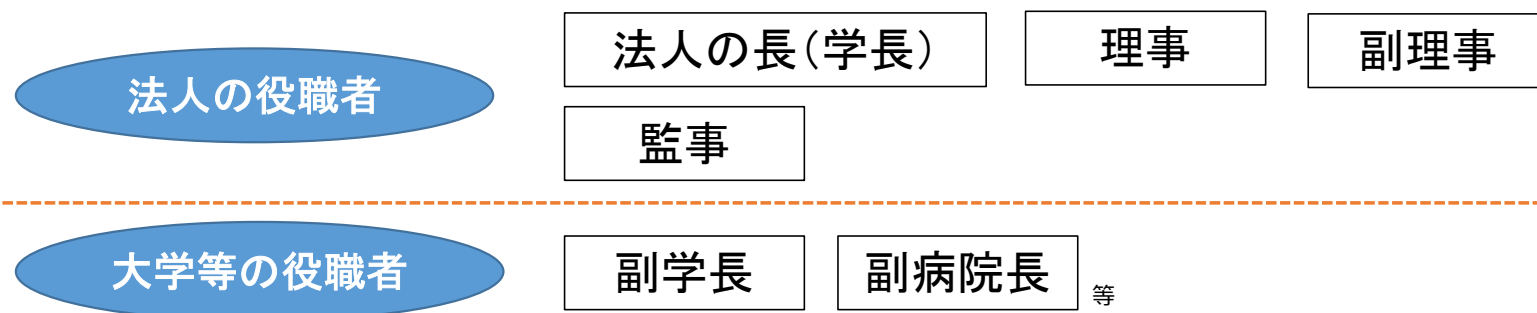 法人の役職者
法人の長（学長）
理事
副理事
監事
大学等の役職者
副学長
副病院長
等